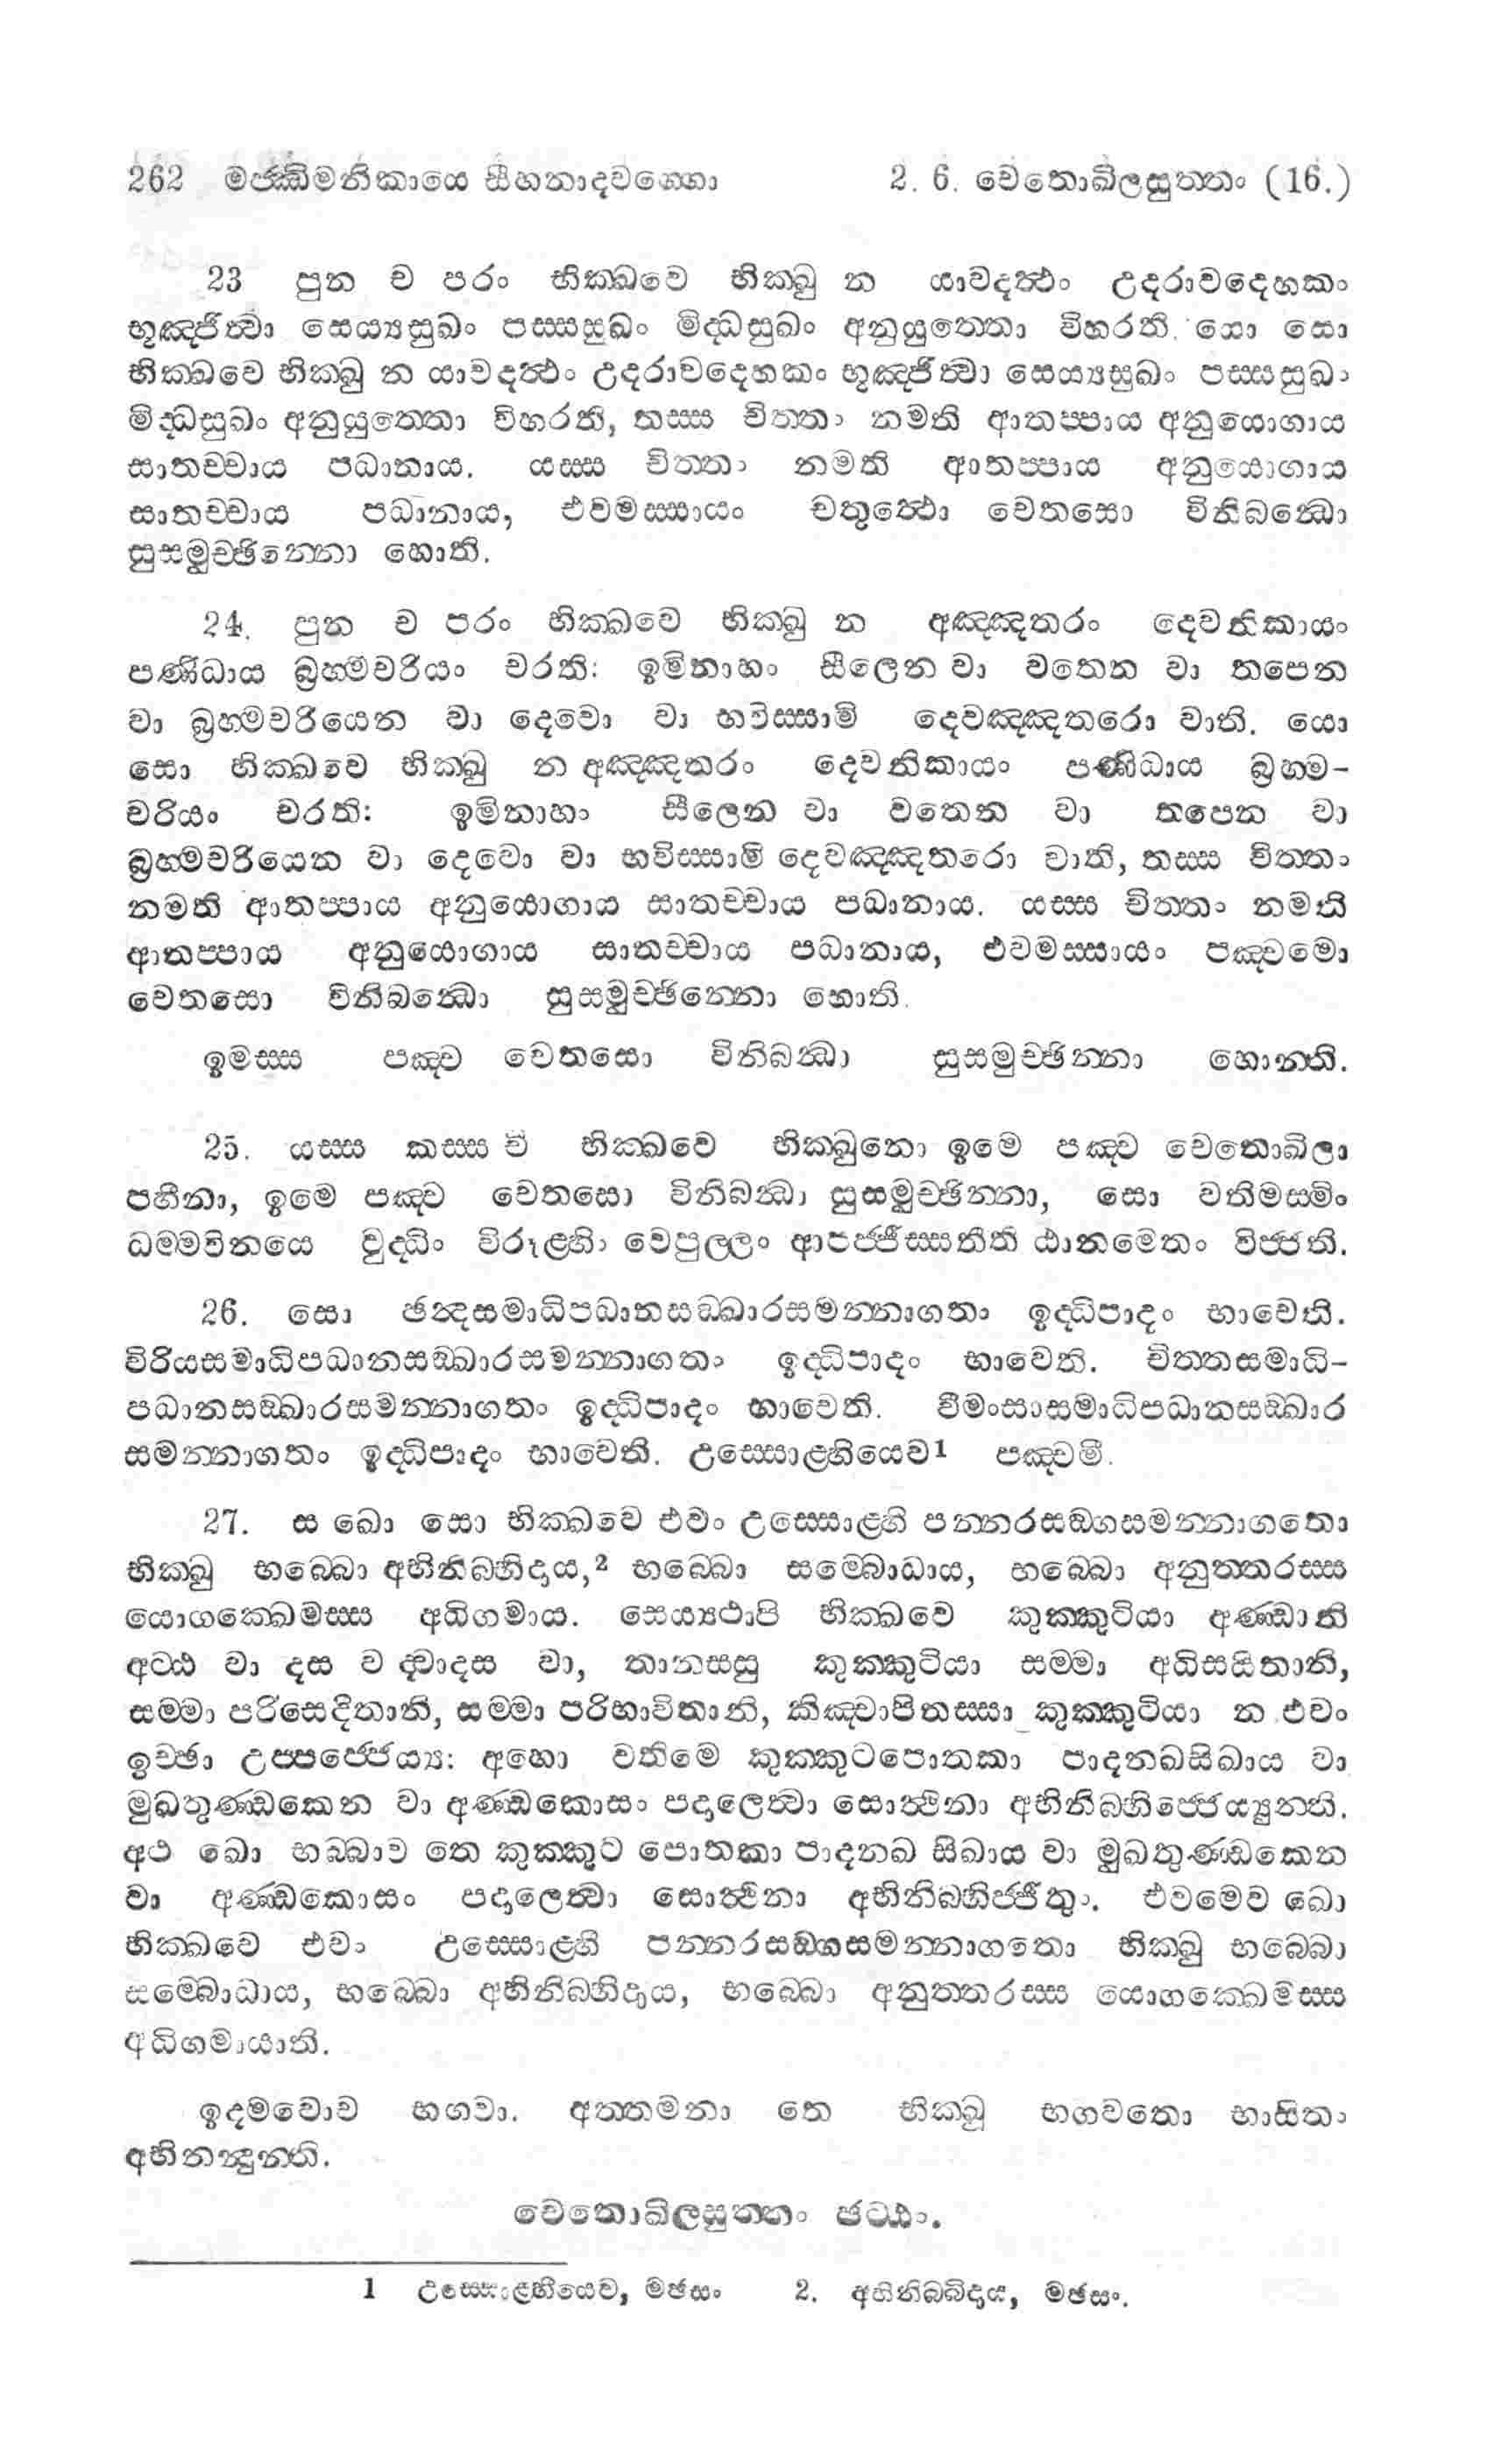 262 මජ්ඣිමනිකායෙ සීහනාදවග්ගො 2. 6. චෙතොඛිලසුත්තං (16.)
23 පුන ච පරං භික්ඛවෙ භික්ඛු න යාවදත්ථං උදරාවදෙහකං
භුඤ්ජිත්වා සෙය්‍යසුඛං පස්සසුඛං මිද්ධසුඛං අනුයුත්තො විහරති. යො සො
භික්ඛවෙ භික්ඛු න යාවදත්ථං උදරාවදෙහකං භුඤ්ජිත්වා සෙය්‍යසුඛං පස්සසුඛං
මිද්ධසුඛං අනුයුත්තො විහරති, තස්ස චිත්තං නමති ආතප්පාය අනුයොගාය
සාතච්චාය පධානාය. යස්ස චිත්තං නමති ආතප්පාය අනුයොගාය
සාතච්චාය පධානාය, එවමස්සායං චතුත්ථො චෙතසො විනිබන්ධො
සුසමුච්ඡින්නො හොති.
24. පුන ච පරං භික්ඛවෙ භික්ඛු න අඤ්ඤතරං දෙවනිකායං
පණිධාය බ්‍රහ්මචරියං චරති: ඉමිනාහං සීලෙන වා වතෙන වා තපෙන
වා බ්‍රහ්මචරියෙන වා දෙවො වා භවිස්සාමි දෙවඤ්ඤතරො වාති. යො
සො භික්ඛවෙ භික්ඛු න අඤ්ඤතරං දෙවනිකායං පණිධාය බ්‍රහ්ම-
චරියං චරති: ඉමිනාහං සීලෙන වා වතෙන වා තපෙන වා
බ්‍රහ්මචරියෙන වා දෙවො වා භවිස්සාමි දෙවඤ්ඤතරො වාති, තස්ස චිත්තං
නමති ආතප්පාය අනුයොගාය සාතච්චාය පධානාය. යස්ස චිත්තං නමති
ආතප්පාය අනුයොගාය සාතච්චාය පධානාය, එවමස්සායං පඤ්චමො
චෙතසො විනිබන්ධො සුසමුච්ඡින්නො හොති.
ඉමස්ස පඤ්ච චෙතසො විනිබන්ධා සුසමුච්ඡින්නා හොන්ති.
25. යස්ස කස්ස චි භික්ඛවෙ භික්ඛුනො ඉමෙ පඤ්ච චෙතොඛිලා
පහීනා, ඉමෙ පඤ්ච චෙතසො විනිබන්ධා සුසමුච්ඡින්නා, සො වතිමස්මිං
ධම්මවිනයෙ වුද්ධිං විරූළ්හිං වෙපුල්ලං ආපජ්ජිස්සතීති ඨානමෙතං විජ්ජති.
26. සො ඡන්දසමාධිපධානසඞ්ඛාරසමන්නාගතං ඉද්ධිපාදං භාවෙති.
විරියසමාධිපධානසඞ්ඛාරසමන්නාගතං ඉද්ධිපාදං භාවෙති. චිත්තසමාධි-
පධානසඞ්ඛාරසමන්නාගතං ඉද්ධිපාදං භාවෙති. වීමංසාසමාධිපධානසඞ්ඛාර
සමන්නාගතං ඉද්ධිපාදං භාවෙති. උස්සොළ්හියෙව1 පඤ්චමී.
27. ස ඛො සො භික්ඛවෙ එවං උස්සොළ්හි පන්නරසඞ්ගසමන්නාගතො
භික්ඛු භබ්බො අභිනිබ්භිදාය,2 භබ්බො සම්බොධාය, භබ්බො අනුත්තරස්ස
යොගක්ඛෙමස්ස අධිගමාය. සෙය්‍යථාපි භික්ඛවෙ කුක්කුටියා අණ්ඩානි
අට්ඨ වා දස ව ද්වාදස වා, තානස්සු කුක්කුටියා සම්මා අධිසයිතානි,
සම්මා පරිසෙදිතානි, සම්මා පරිභාවිතානි, කිඤ්චාපිතස්සා කුක්කුටියා න එවං
ඉච්ඡා උප්පජ්ජෙය්‍ය: අහො වතිමෙ කුක්කුටපොතකා පාදනඛසිඛාය වා
මුඛතුණ්ඩකෙන වා අණ්ඩකොසං පදාලෙත්වා සොත්ථිනා අභිනිබ්භිජ්ජෙය්‍යුන්ති.
අථ ඛො භබ්බාව තෙ කුක්කුට පොතකා පාදනඛ සිඛාය වා මුඛතුණ්ඩකෙන
වා අණ්ඩකොසං පදාලෙත්වා සොත්ථිනා අභිනිබ්භිජ්ජිතුං. එවමෙව ඛො
භික්ඛවෙ එවං උස්සොළ්හි පන්නරසඞ්ගසමන්නාගතො භික්ඛු භබ්බො
සම්බොධාය, භබ්බො අභිනිබ්භිදාය, භබ්බො අනුත්තරස්ස යොගක්ඛෙමස්ස
අධිගමායාති.
ඉදමවොච භගවා. අත්තමනා තෙ භික්ඛූ භගවතො භාසිතං
අභිනන්දුන්ති.
චෙතොඛිලසුත්තං ඡට්ඨං.
1 උස්සොළ්හීයෙව, මඡසං 2. අභිනිබ්බිදාය, මඡසං.